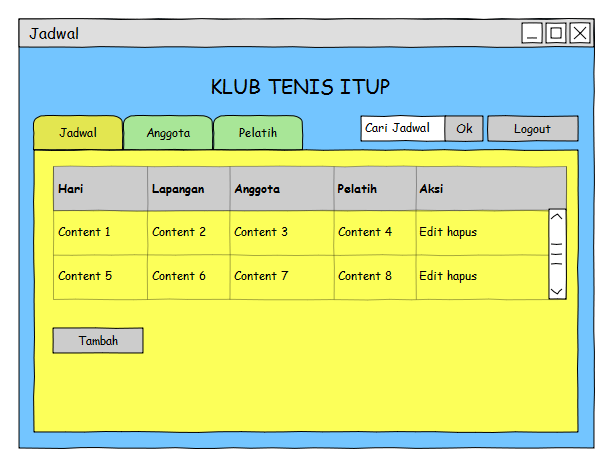 Jadwal
KLUB TENIS ITUP
Jadwal Anggota Pelatih Cari Jadwal Ok Logout
Hari Lapangan Anggota Pelatih Aksi
Content 1 Content 2 Content 3 Content 4 Edit hapus
Content 5 Content 6 Content 7 Content 8 Edit hapus
Tambah